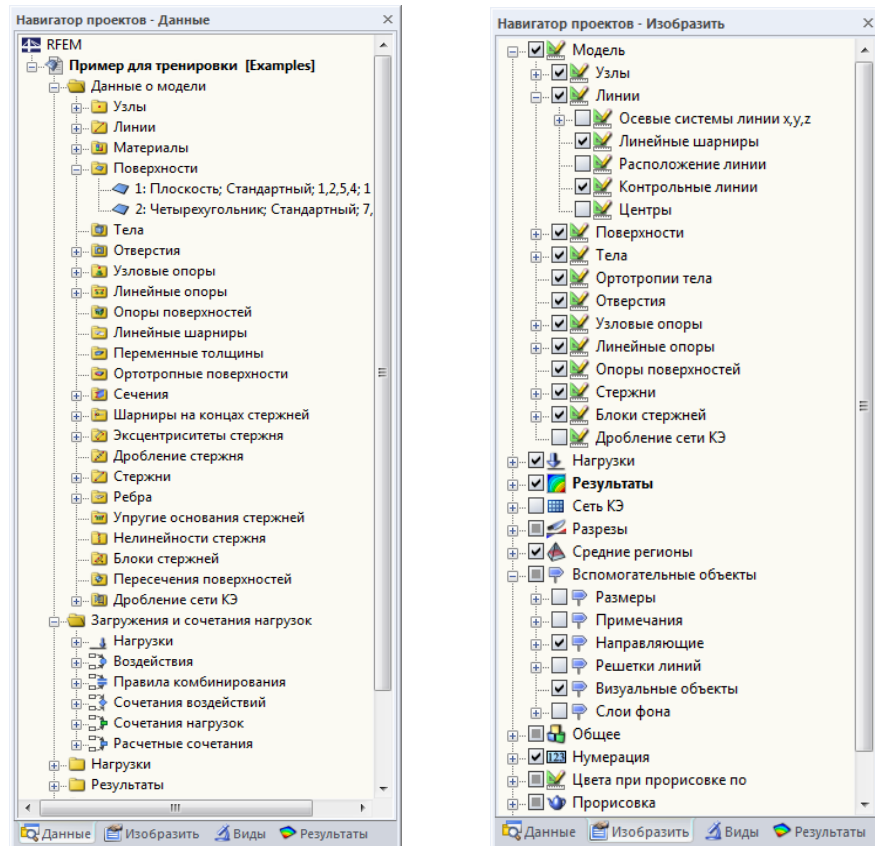 Навигатор проектов - Данные
RFEM
Пример для тренировки [Examples]
Данные о модели
Узлы
Линии
Материалы
Поверхности
1: Плоскость; Стандартный; 1,2,5,4; 1
2: Четырехугольник; Стандартный; 7,
Тела
Отверстия
Узловые опоры
Линейные опоры
Опоры поверхностей
Линейные шарниры
Переменные толщины
Ортотропные поверхности
Сечения
Шарниры на концах стержней
Эксцентриситеты стержня
Дробление стержня
Стержни
Ребра
Упругие основания стержней
Нелинейности стержня
Блоки стержней
Пересечения поверхностей
Дробление сети КЭ
Загружения и сочетания нагрузок
Нагрузки
Воздействия
Правила комбинирования
Сочетания воздействий
Сочетания нагрузок
Расчетные сочетания
Нагрузки
Результаты
Данные Изобразить Виды Результаты
Навигатор проектов - Изобразить
Модель
Узлы
Линии
Осевые системы линии x,y,z
Линейные шарниры
Расположение линии
Контрольные линии
Центры
Поверхности
Тела
Ортотропии тела
Отверстия
Узловые опоры
Линейные опоры
Опоры поверхностей
Стержни
Блоки стержней
Дробление сети КЭ
Нагрузки
Результаты
Сеть КЭ
Разрезы
Средние регионы
Вспомогательные объекты
Размеры
Примечания
Направляющие
Решетки линий
Визуальные объекты
Слои фона
Общее
123 Нумерация
Цвета при прорисовке по
Прорисовка
Данные Изобразить Виды Результаты